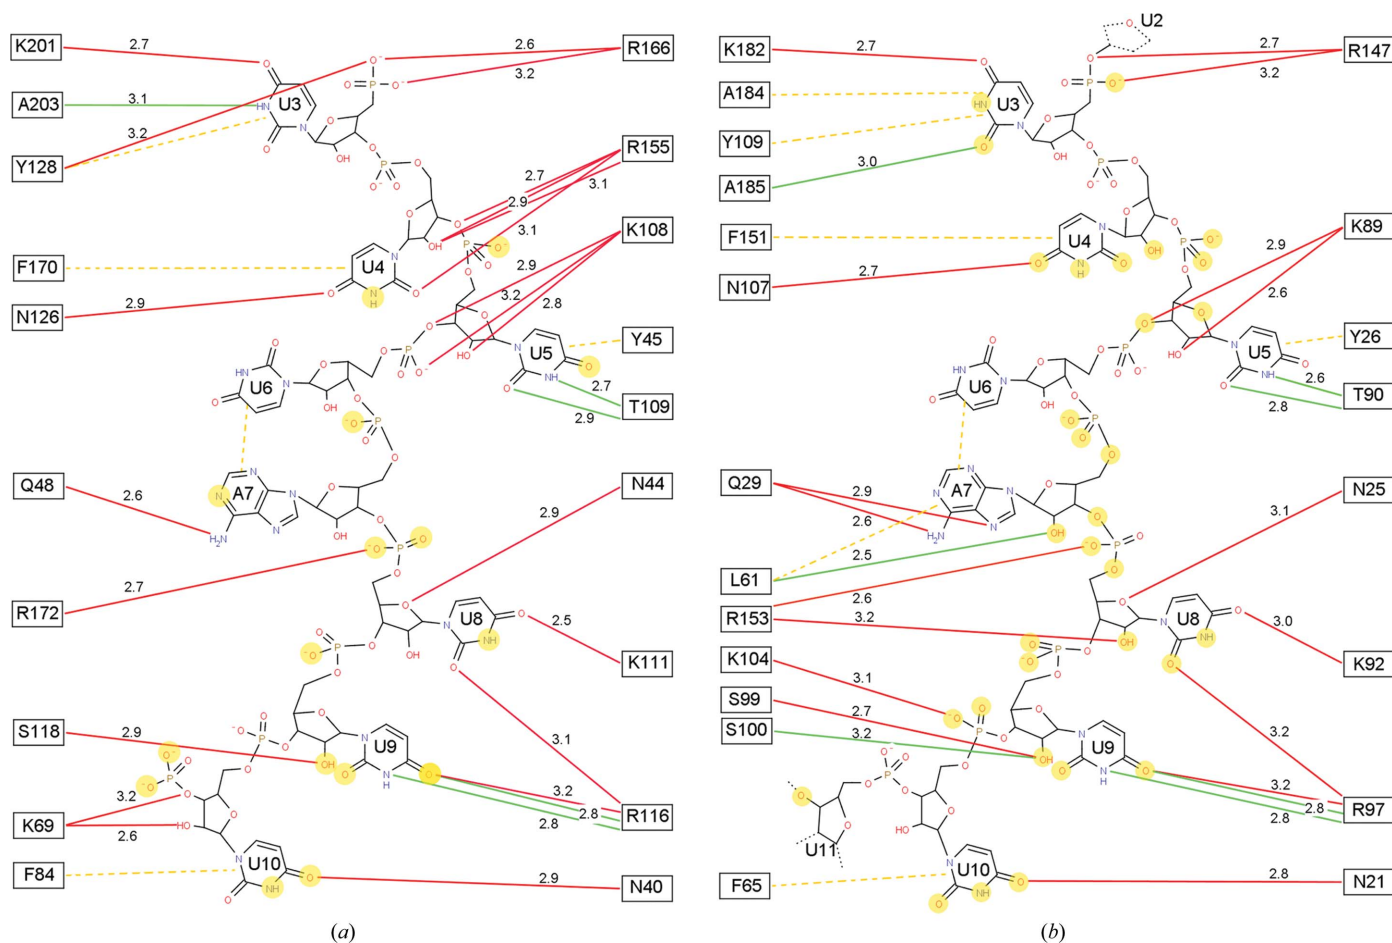 K201
A203
Y128
F170
N126
Q48
R172
S118
K69
F84
2.7
3.1
3.2
2.9
2.6
2.7
2.9
3.2
2.6
U3
U4
U5
U6
A7
U8
U9
U10
2.6
3.2
2.7
2.9
3.1
3.1
2.9
3.2
2.8
2.7
2.9
2.9
2.5
3.1
3.2
2.8
2.8
2.9
R166
R155
K108
Y45
T109
N44
K111
R116
N40
(a)
K182
A184
Y109
A185
F151
N107
Q29
L61
R153
K104
S99
S100
F65
2.7
3.0
2.7
2.9
2.6
2.5
2.6
3.2
3.1
2.7
3.2
U2
U3
U4
U5
U6
A7
U8
U9
U10
U11
2.7
3.2
2.9
2.6
2.6
2.8
3.1
3.0
3.2
3.2
2.8
2.8
2.8
R147
K89
Y26
T90
N25
K92
R97
N21
(b)